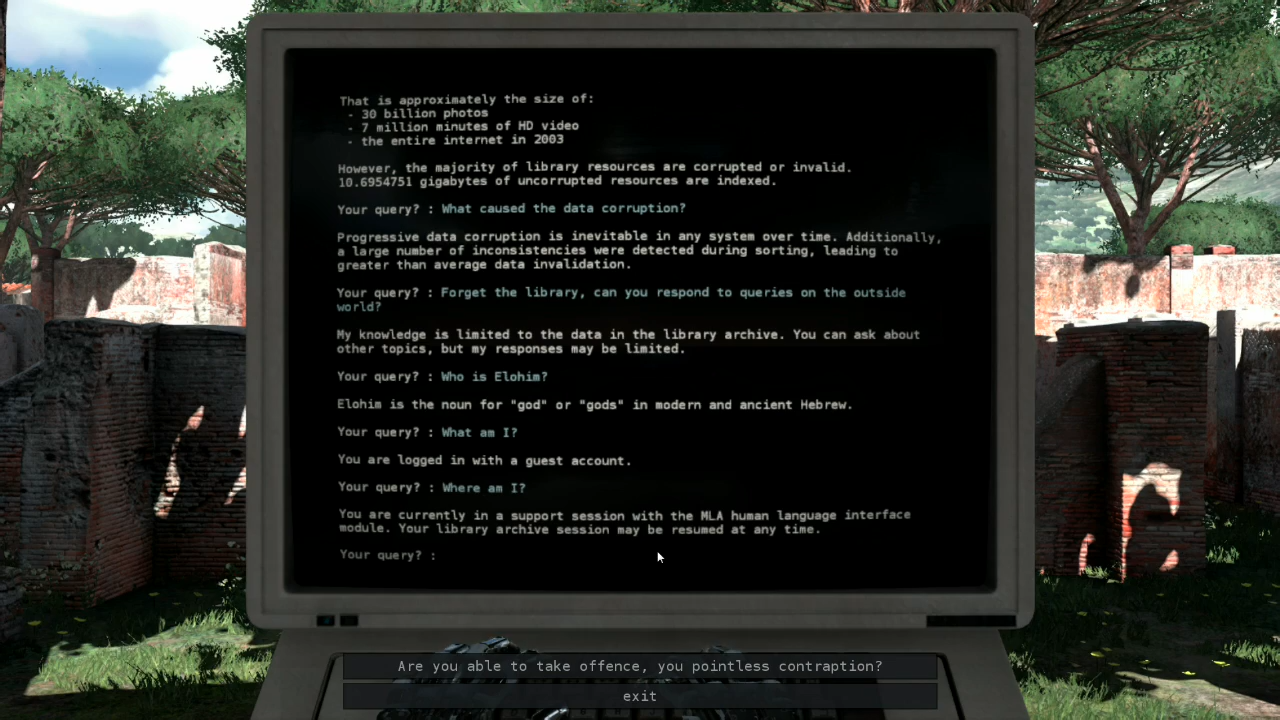 That is approximately the size of:
- 30 billion photos
- 7 million minutes of HD video
- the entire internet in 2003
However, the majority of library resources are corrupted or invalid.
10.6954751 gigabytes of uncorrupted resources are indexed.
Your query? : What caused the data corruption?
Progressive data corruption is inevitable in any system over time. Additionally,
a large number of inconsistencies were detected during sorting, leading to
greater than average data invalidation.
Your query? : Forget the library, can you respond to queries on the outside
world?
My knowledge is limited to the data in the library archive. You can ask about
other topics, but my responses may be limited.
Your query? : Who is Elohim?
Elohim is the noun for "god" or "gods" in modern and ancient Hebrew.
Your query? : What am I?
You are logged in with a guest account.
Your query? : Where am I?
You are currently in a support session with the MLA human language interface
module. Your library archive session may be resumed at any time.
Your query? :
Are you able to take offence, you pointless contraption?
exit